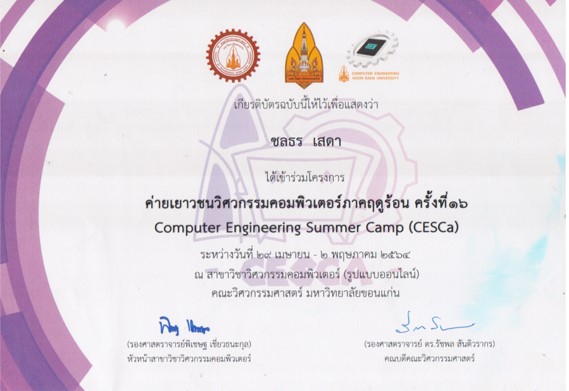 COMPUTER ENGINEERING
KHON KAEN UNIVERSITY
เกียรติบัตรฉบับนี้ให้ไว้เพื่อแสดงว่า
ชลธร เสดา
ได้เข้าร่วมโครงการ
ค่ายเยาวชนวิศวกรรมคอมพิวเตอร์ภาคฤดูร้อน ครั้งที่๑๖
Computer Engineering Summer Camp (CESCa)
ระหว่างวันที่ ๒๙ เมษายน - ๒ พฤษภาคม ๒๕๖๔
ณ สาขาวิชาวิศวกรรมคอมพิวเตอร์ (รูปแบบออนไลน์)
CESCA
คณะวิศวกรรมศาสตร์ มหาวิทยาลัยขอนแก่น
(รองศาสตราจารย์พิเชษฐ เชี่ยวธนะกุล)
หัวหน้าสาขาวิชาวิศวกรรมคอมพิวเตอร์
(รองศาสตราจารย์ ดร.รัชพล สันติวรากร)
คณบดีคณะวิศวกรรมศาสตร์